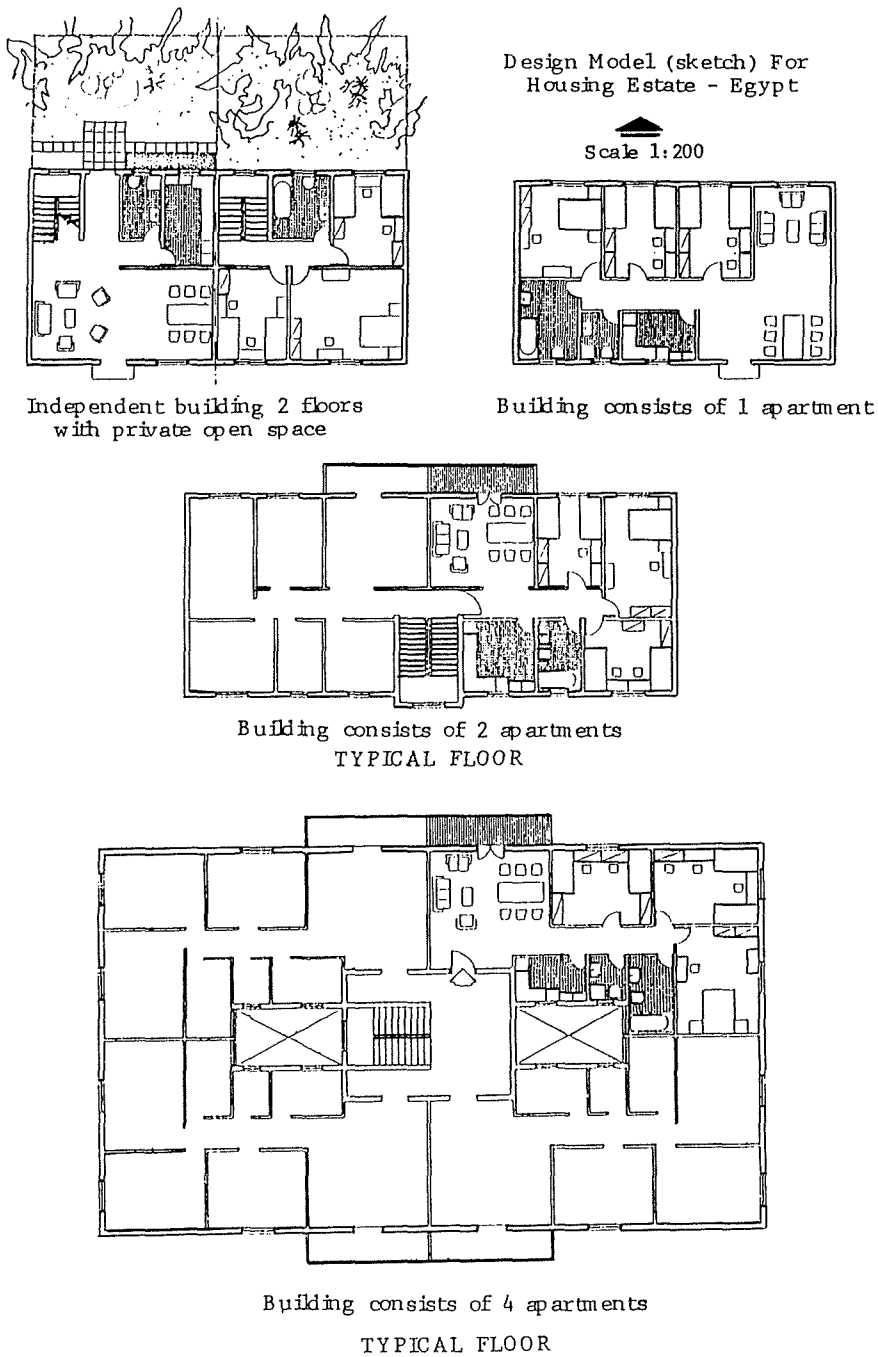 Design Model (sketch) For
Housing Estate - Egypt
Scale 1:200
Independent building 2 floors
with private open space
Building consists of 1 apartment
Building consists of 2 apartments
TYPICAL FLOOR
Building consists of 4 apartments
TYPICAL FLOOR